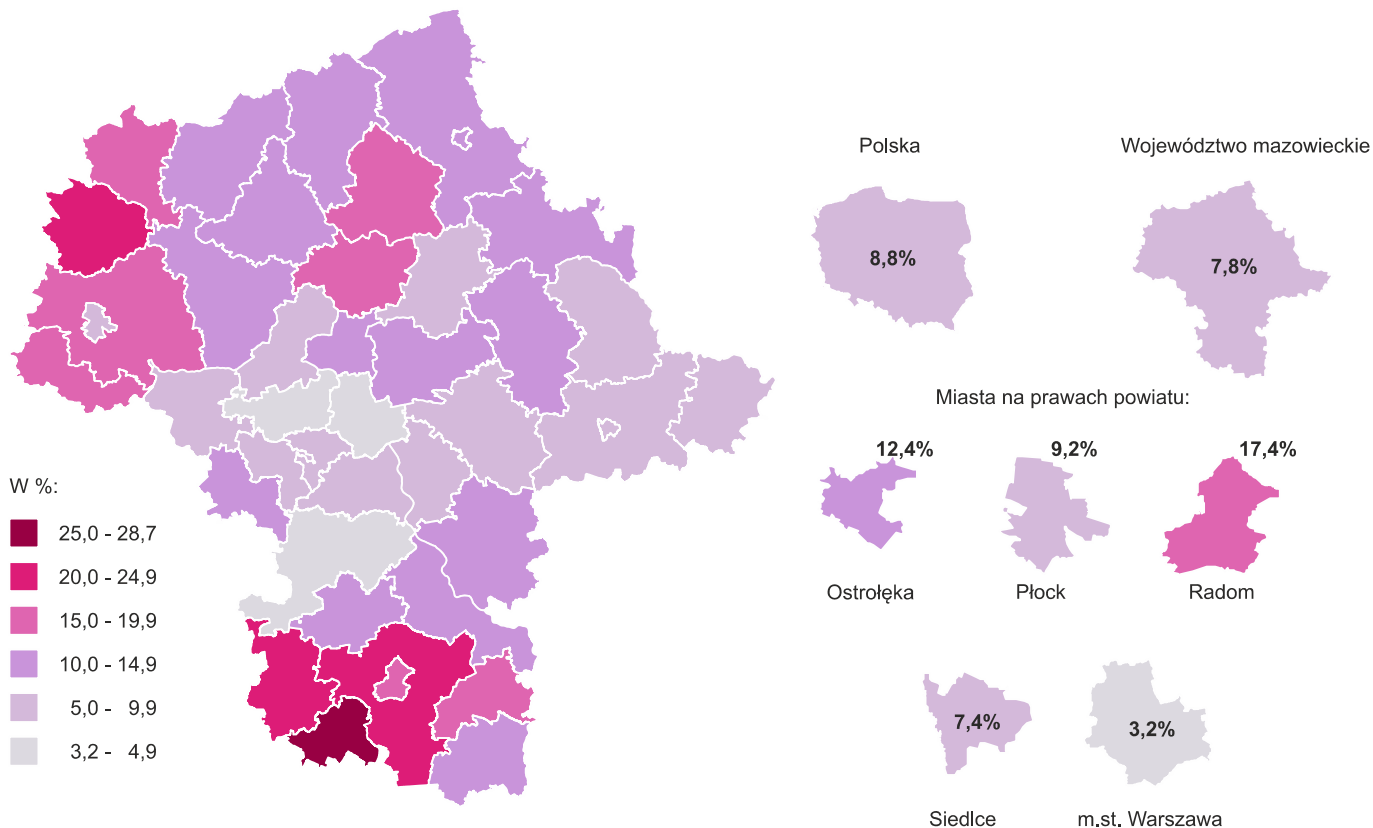 Polska
Województwo mazowieckie
8,8%
7,8%
Miasta na prawach powiatu:
12,4%
9,2%
17,4%
Ostrołęka
Płock
Radom
7,4%
3,2%
Siedlce
m.st. Warszawa
W %:
25,0 - 28,7
20,0 - 24,9
15,0 - 19,9
10,0 - 14,9
5,0 - 9,9
3,2 - 4,9